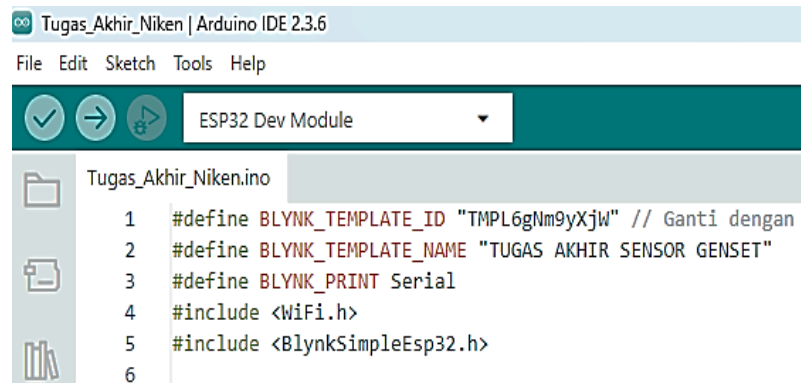 Tugas_Akhir_Niken | Arduino IDE 2.3.6
File Edit Sketch Tools Help
ESP32 Dev Module
Tugas_Akhir_Niken.ino
1 #define BLYNK_TEMPLATE_ID "TMPL6gNm9yXjW" // Ganti dengan
2 #define BLYNK_TEMPLATE_NAME "TUGAS AKHIR SENSOR GENSET"
3 #define BLYNK_PRINT Serial
4 #include <WiFi.h>
5 #include <BlynkSimpleEsp32.h>
6